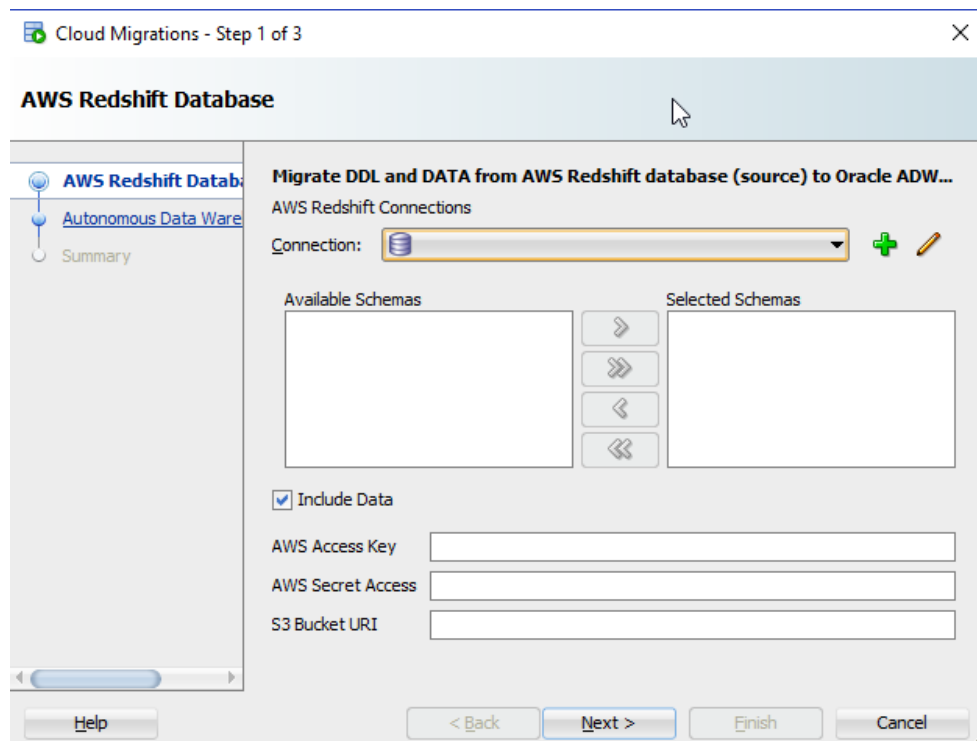 Cloud Migrations - Step 1 of 3
AWS Redshift Database
AWS Redshift Databa
Autonomous Data Ware
Summary
Migrate DDL and DATA from AWS Redshift database (source) to Oracle ADW...
AWS Redshift Connections
Connection:
Available Schemas
Selected Schemas
Include Data
AWS Access Key
AWS Secret Access
S3 Bucket URI
Help
< Back
Next >
Finish
Cancel